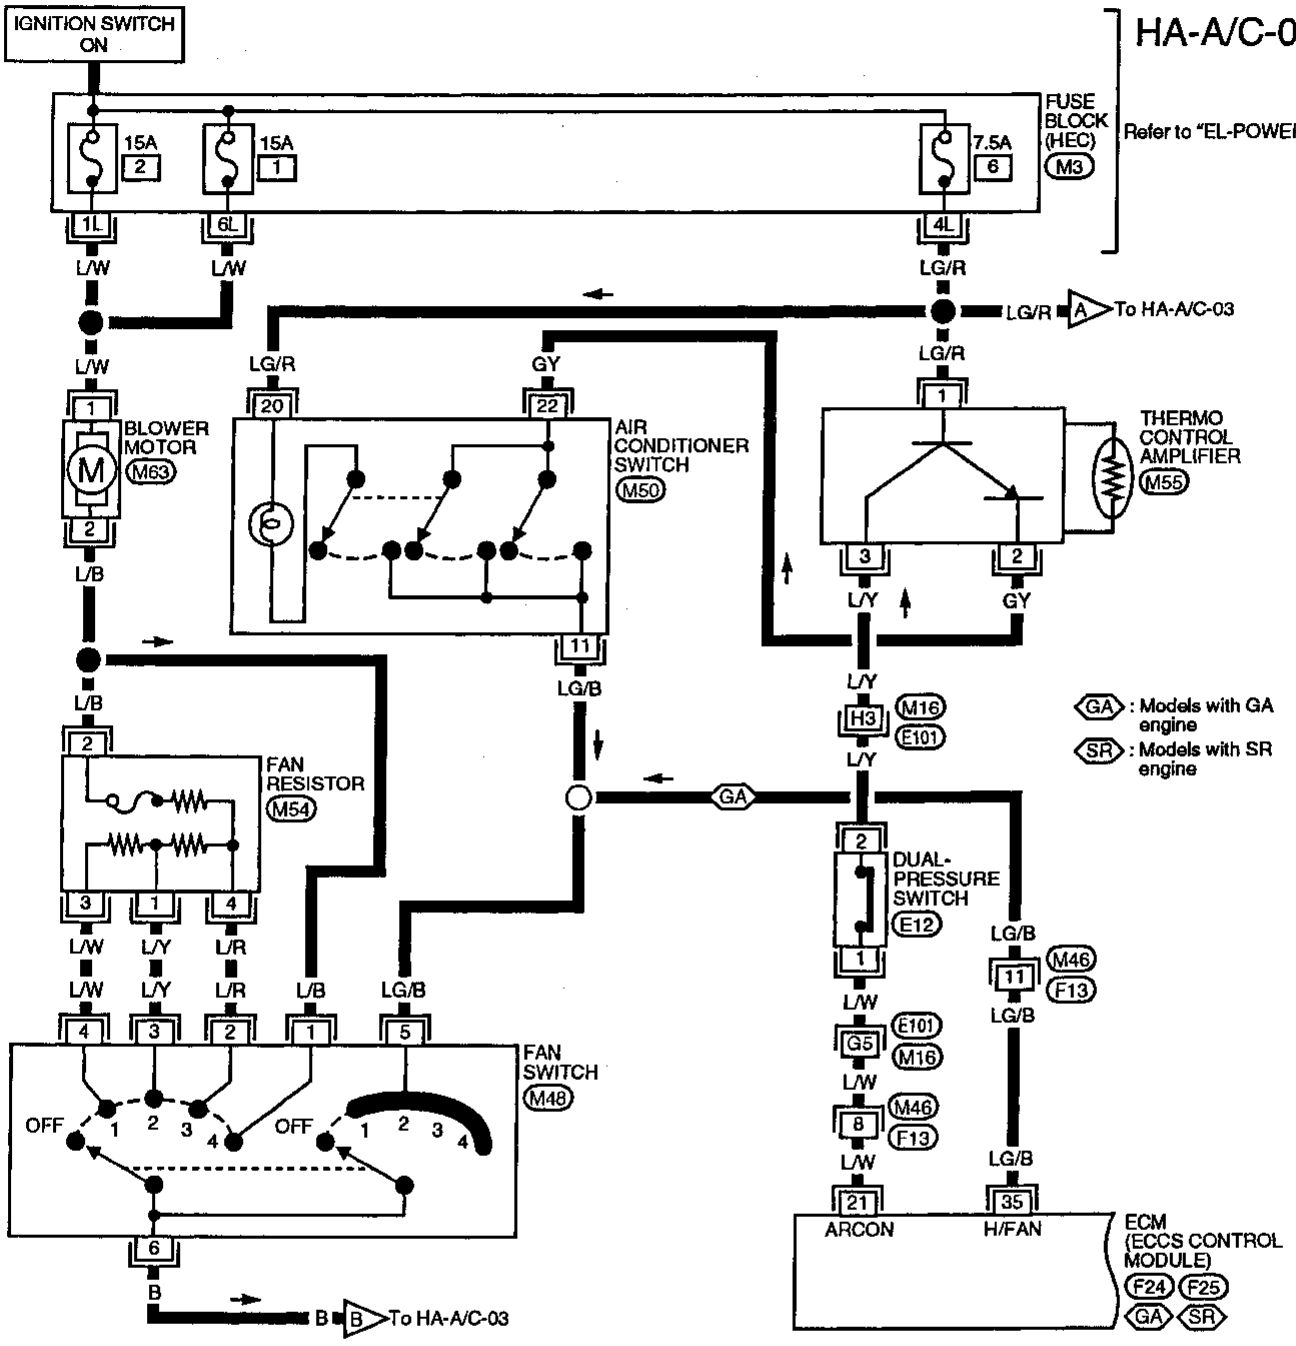 IGNITION SWITCH
ON
HA-A/C-0
FUSE
BLOCK
(HEC)
M3
Refer to "EL-POWE
15A
2
15A
1
7.5A
6
1L
6L
4L
L/W
L/W
LG/R
LG/R
A
To HA-A/C-03
L/W
LG/R
GY
LG/R
1
20
22
1
BLOWER
MOTOR
M63
M
2
AIR
CONDITIONER
SWITCH
M50
THERMO
CONTROL
AMPLIFIER
M55
3
2
L/B
L/Y
GY
11
L/B
LG/B
L/Y
H3
M16
E101
L/Y
GA
: Models with GA
engine
SR
: Models with SR
engine
2
FAN
RESISTOR
M54
GA
2
DUAL-
PRESSURE
SWITCH
E12
1
3
1
4
L/W
L/Y
L/R
LG/B
11
M46
F13
LG/B
L/W
L/Y
L/R
L/B
LG/B
L/W
G5
E101
M16
L/W
4
3
2
1
5
FAN
SWITCH
M48
OFF
1
2
3
4
OFF
1
2
3
4
8
M46
F13
L/W
LG/B
21
35
ARCON
H/FAN
ECM
(ECCS CONTROL
MODULE)
F24
F25
GA
SR
6
B
B
B
To HA-A/C-03